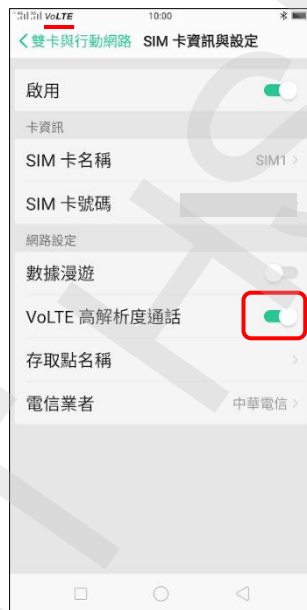 VoLTE 10:00
雙卡與行動網路 SIM 卡資訊與設定
啟用
卡資訊
SIM 卡名稱 SIM1
SIM 卡號碼
網路設定
數據漫遊
VoLTE 高解析度通話
存取點名稱
電信業者 中華電信